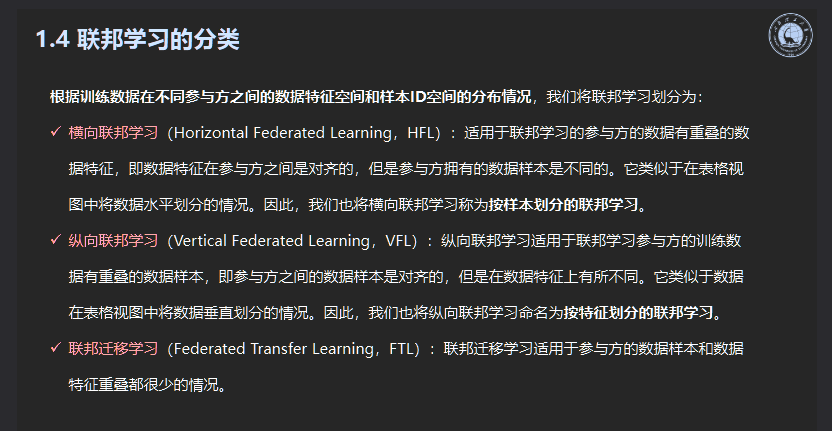 1.4 联邦学习的分类
根据训练数据在不同参与方之间的数据特征空间和样本ID空间的分布情况，我们将联邦学习划分为：
✓ 横向联邦学习（Horizontal Federated Learning，HFL）：适用于联邦学习的参与方的数据有重叠的数
据特征，即数据特征在参与方之间是对齐的，但是参与方拥有的数据样本是不同的。它类似于在表格视
图中将数据水平划分的情况。因此，我们也将横向联邦学习称为按样本划分的联邦学习。
✓ 纵向联邦学习（Vertical Federated Learning，VFL）：纵向联邦学习适用于联邦学习参与方的训练数
据有重叠的数据样本，即参与方之间的数据样本是对齐的，但是在数据特征上有所不同。它类似于数据
在表格视图中将数据垂直划分的情况。因此，我们也将纵向联邦学习命名为按特征划分的联邦学习。
✓ 联邦迁移学习（Federated Transfer Learning，FTL）：联邦迁移学习适用于参与方的数据样本和数据
特征重叠都很少的情况。